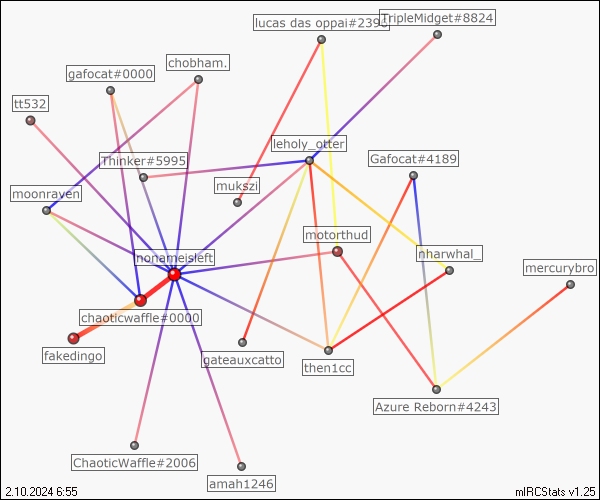 lucas das oppai#2396
TripleMidget#8824
chobham.
gafocat#0000
tt532
leholy_otter
Thinker#5995
Gafocat#4189
mukszi
moonraven
motorthud
nonameisleft
nharwhal_
mercurybro
chaoticwaffle#0000
fakedingo
gateauxcatto
then1cc
Azure Reborn#4243
ChaoticWaffle#2006
amah1246
2.10.2024 6:55
mIRCStats v1.25